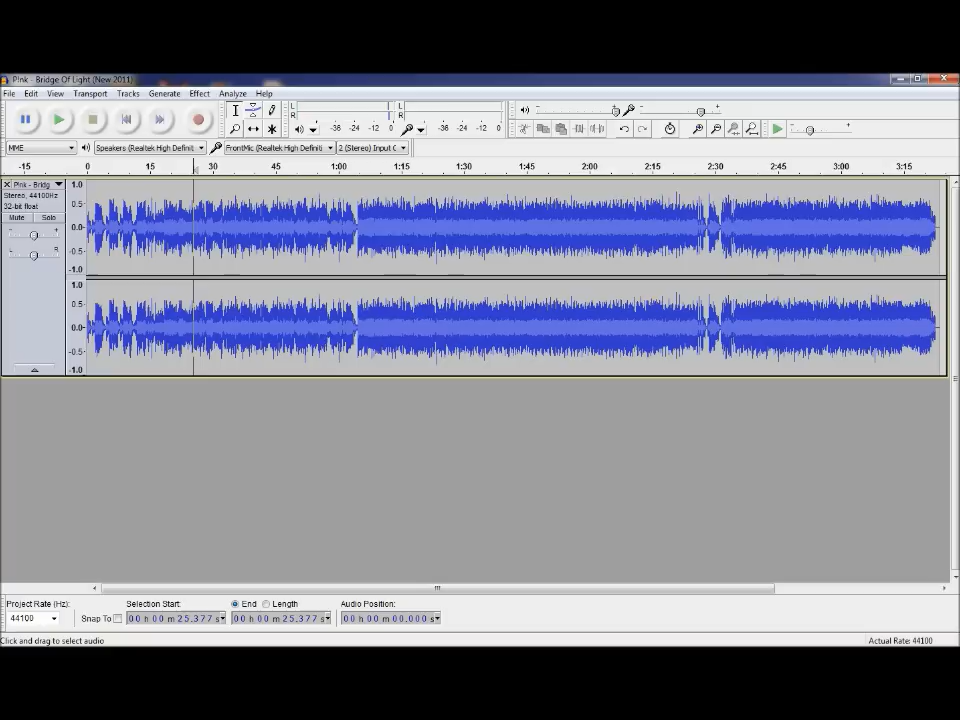 P!nk - Bridge Of Light (New 2011)
File Edit View Transport Tracks Generate Effect Analyze Help
L R -36 -24 -12 0 L R -36 -24 -12 0
MME Speakers (Realtek High Definiti FrontMic (Realtek High Definiti 2 (Stereo) Input C
-15 0 15 30 45 1:00 1:15 1:30 1:45 2:00 2:15 2:30 2:45 3:00 3:15
P!nk - Bridg
Stereo, 44100Hz
32-bit float
Mute Solo
- +
L R
1.0
0.5
0.0
-0.5
-1.0
1.0
0.5
0.0
-0.5
-1.0
Project Rate (Hz): Selection Start: End Length Audio Position:
44100 Snap To 00 h 00 m 25.377 s 00 h 00 m 25.377 s 00 h 00 m 00.000 s
Click and drag to select audio Actual Rate: 44100